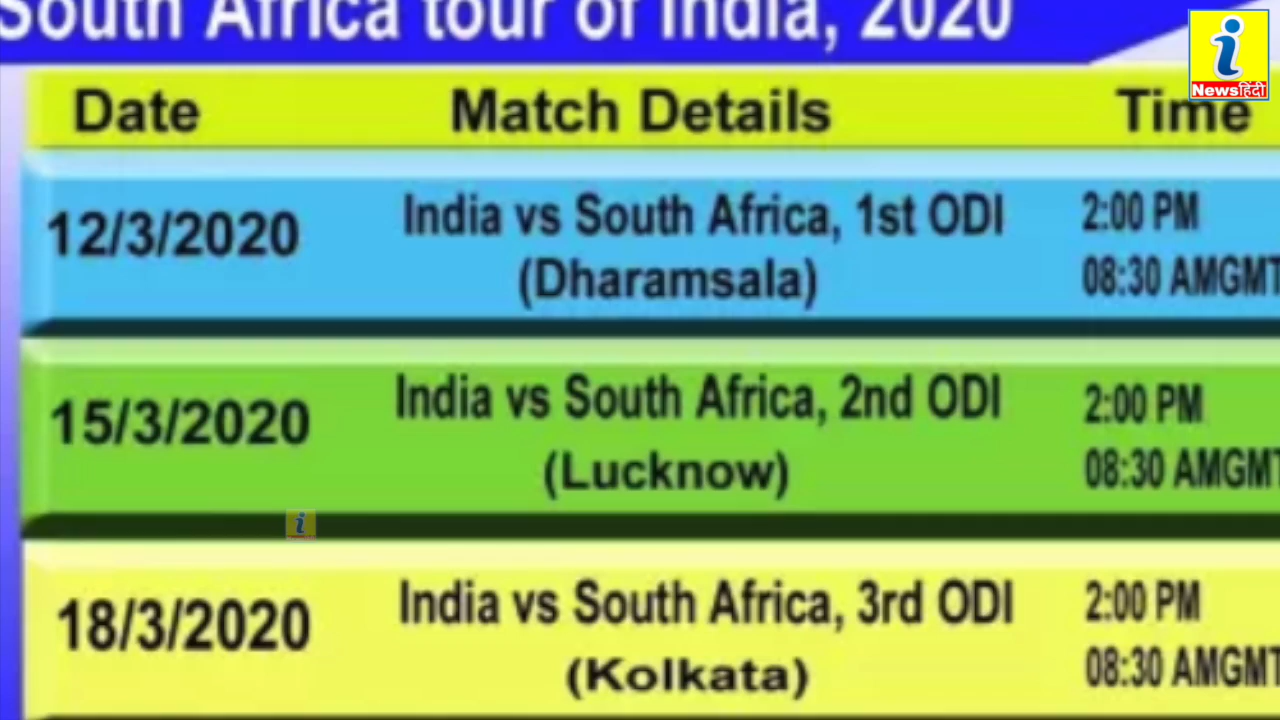 South Africa tour of India, 2020
i
Newsहिंदी
Date Match Details Time
12/3/2020 India vs South Africa, 1st ODI 2:00 PM
(Dharamsala) 08:30 AMGMT
15/3/2020 India vs South Africa, 2nd ODI 2:00 PM
(Lucknow) 08:30 AMGMT
i
18/3/2020 India vs South Africa, 3rd ODI 2:00 PM
(Kolkata) 08:30 AMGMT